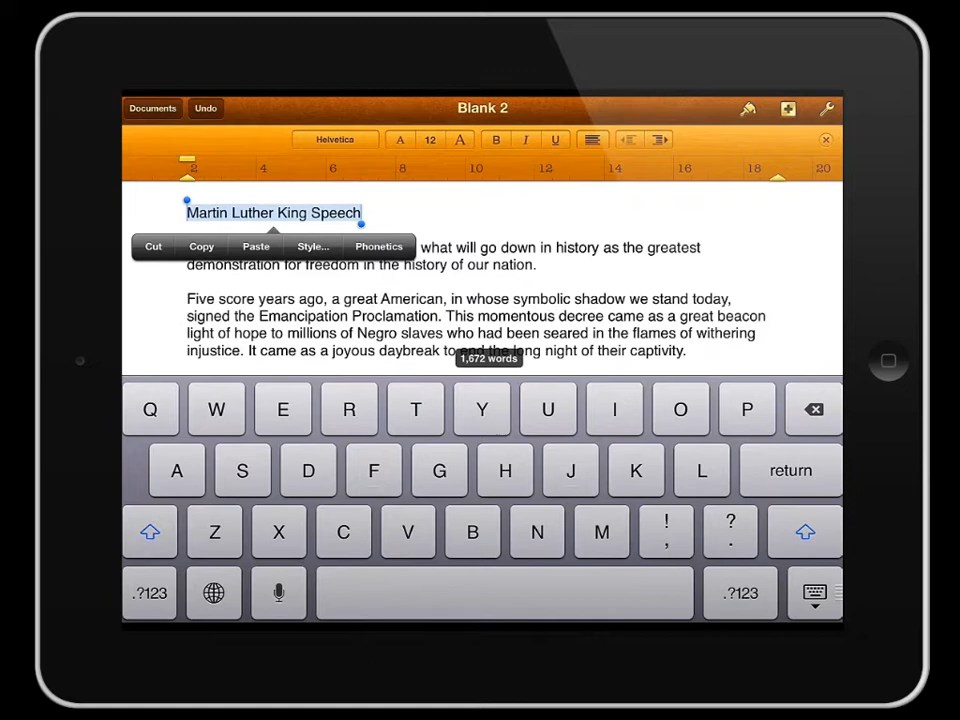 Documents Undo Blank 2
Helvetica A 12 A B I U
2 4 6 8 10 12 14 16 18 20
Martin Luther King Speech
Cut Copy Paste Style... Phonetics
what will go down in history as the greatest
demonstration for freedom in the history of our nation.
Five score years ago, a great American, in whose symbolic shadow we stand today,
signed the Emancipation Proclamation. This momentous decree came as a great beacon
light of hope to millions of Negro slaves who had been seared in the flames of withering
injustice. It came as a joyous daybreak to end the long night of their captivity.
1,672 words
Q W E R T Y U I O P
A S D F G H J K L return
Z X C V B N M ! , ? .
.?123 .?123